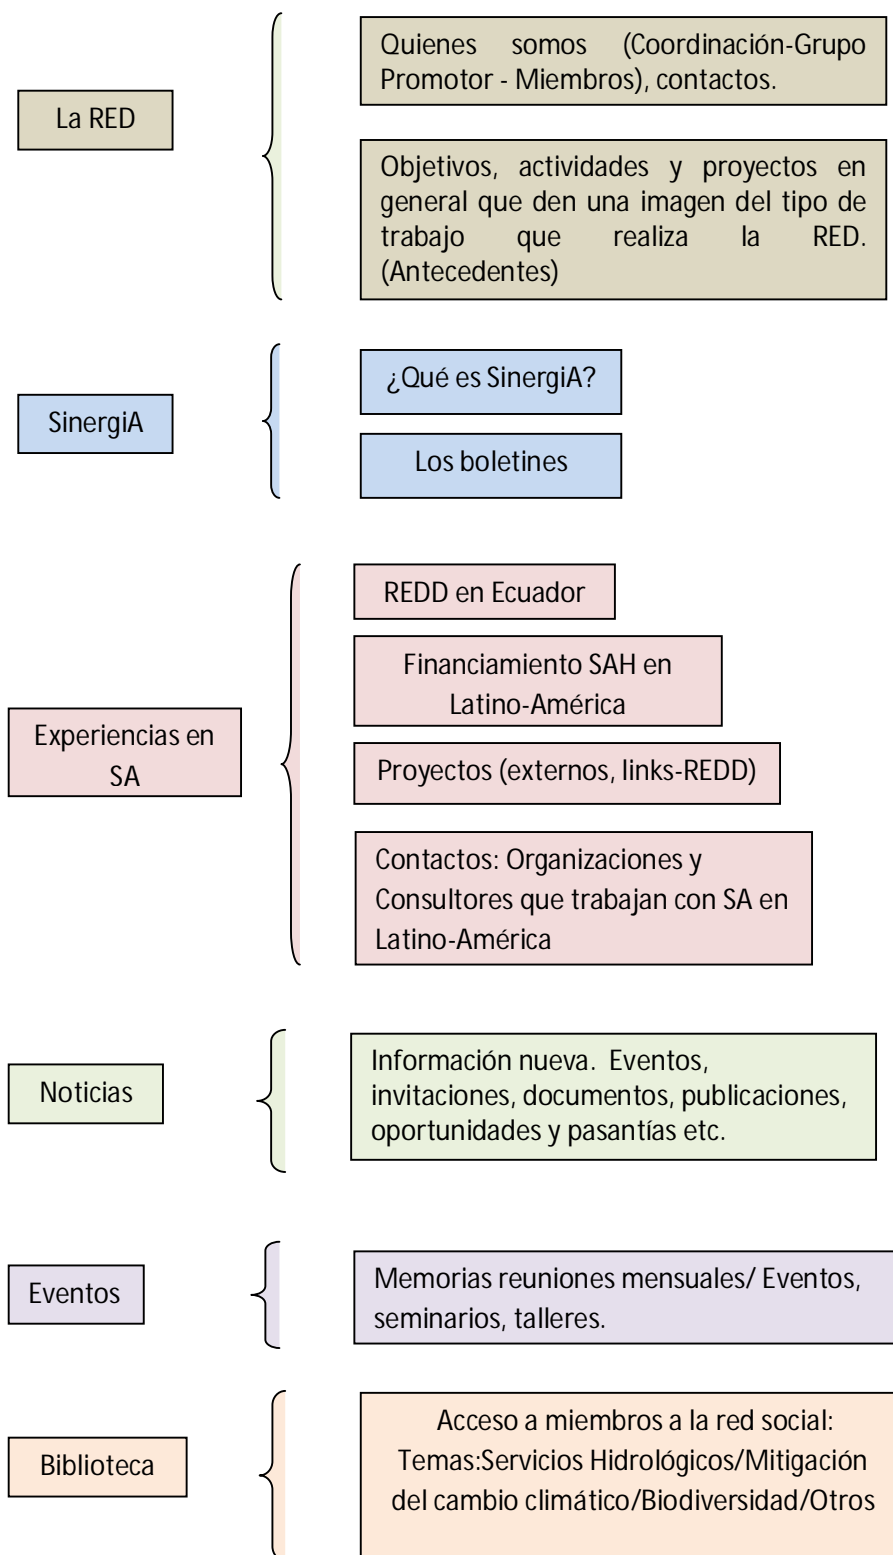 La RED
Quienes somos (Coordinación-Grupo
Promotor - Miembros), contactos.
Objetivos, actividades y proyectos en
general que den una imagen del tipo de
trabajo que realiza la RED.
(Antecedentes)
SinergiA
¿Qué es SinergiA?
Los boletines
Experiencias en
SA
REDD en Ecuador
Financiamiento SAH en
Latino-América
Proyectos (externos, links-REDD)
Contactos: Organizaciones y
Consultores que trabajan con SA en
Latino-América
Noticias
Información nueva. Eventos,
invitaciones, documentos, publicaciones,
oportunidades y pasantías etc.
Eventos
Memorias reuniones mensuales/ Eventos,
seminarios, talleres.
Biblioteca
Acceso a miembros a la red social:
Temas:Servicios Hidrológicos/Mitigación
del cambio climático/Biodiversidad/Otros